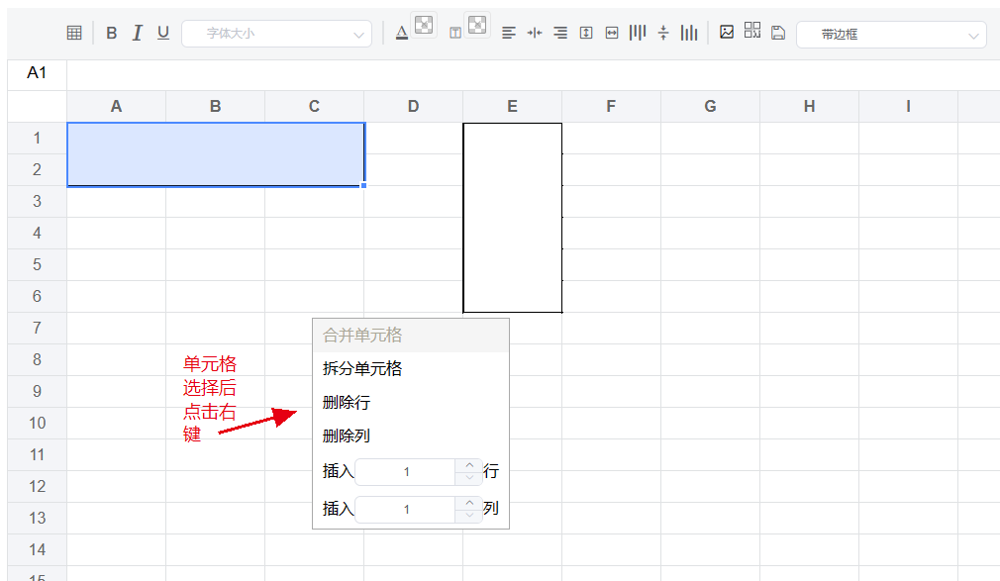 B I U 字体大小 A T 带边框
A1
A B C D E F G H I
1
2
3
4
5
6
7
8
9
10
11
12
13
14
15
合并单元格
拆分单元格
删除行
删除列
插入 1 行
插入 1 列
单元格
选择后
点击右
键